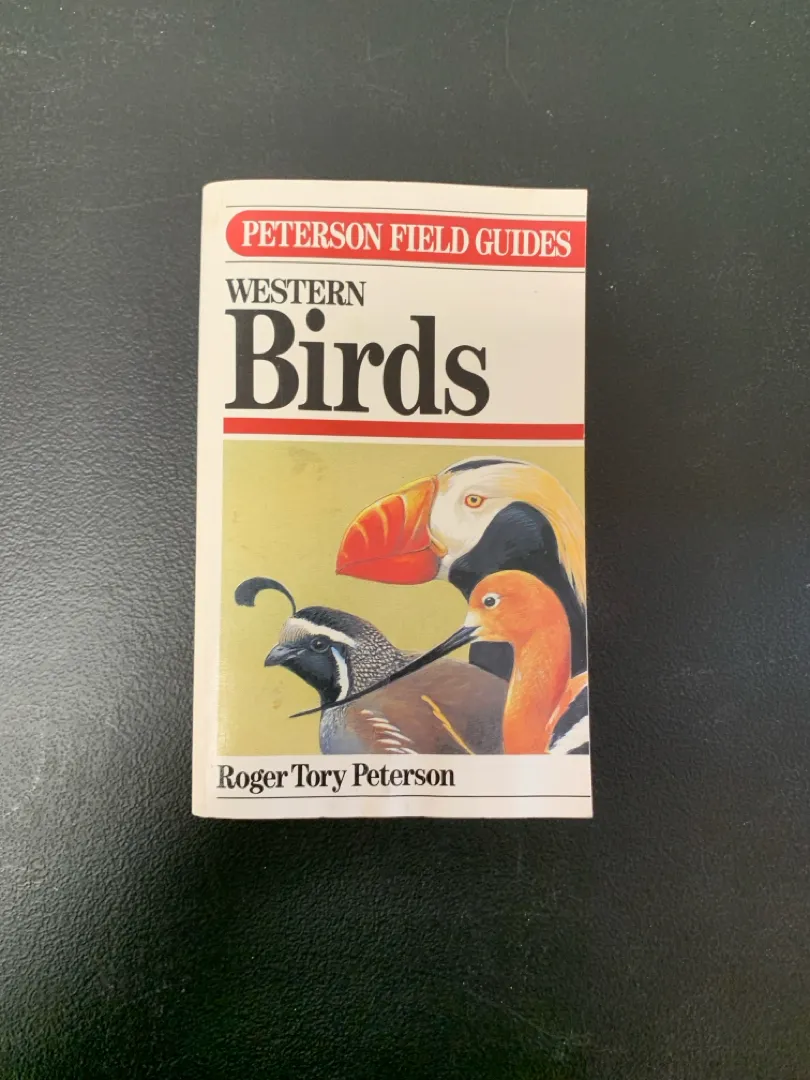 PETERSON FIELD GUIDES
WESTERN
Birds
Roger Tory Peterson